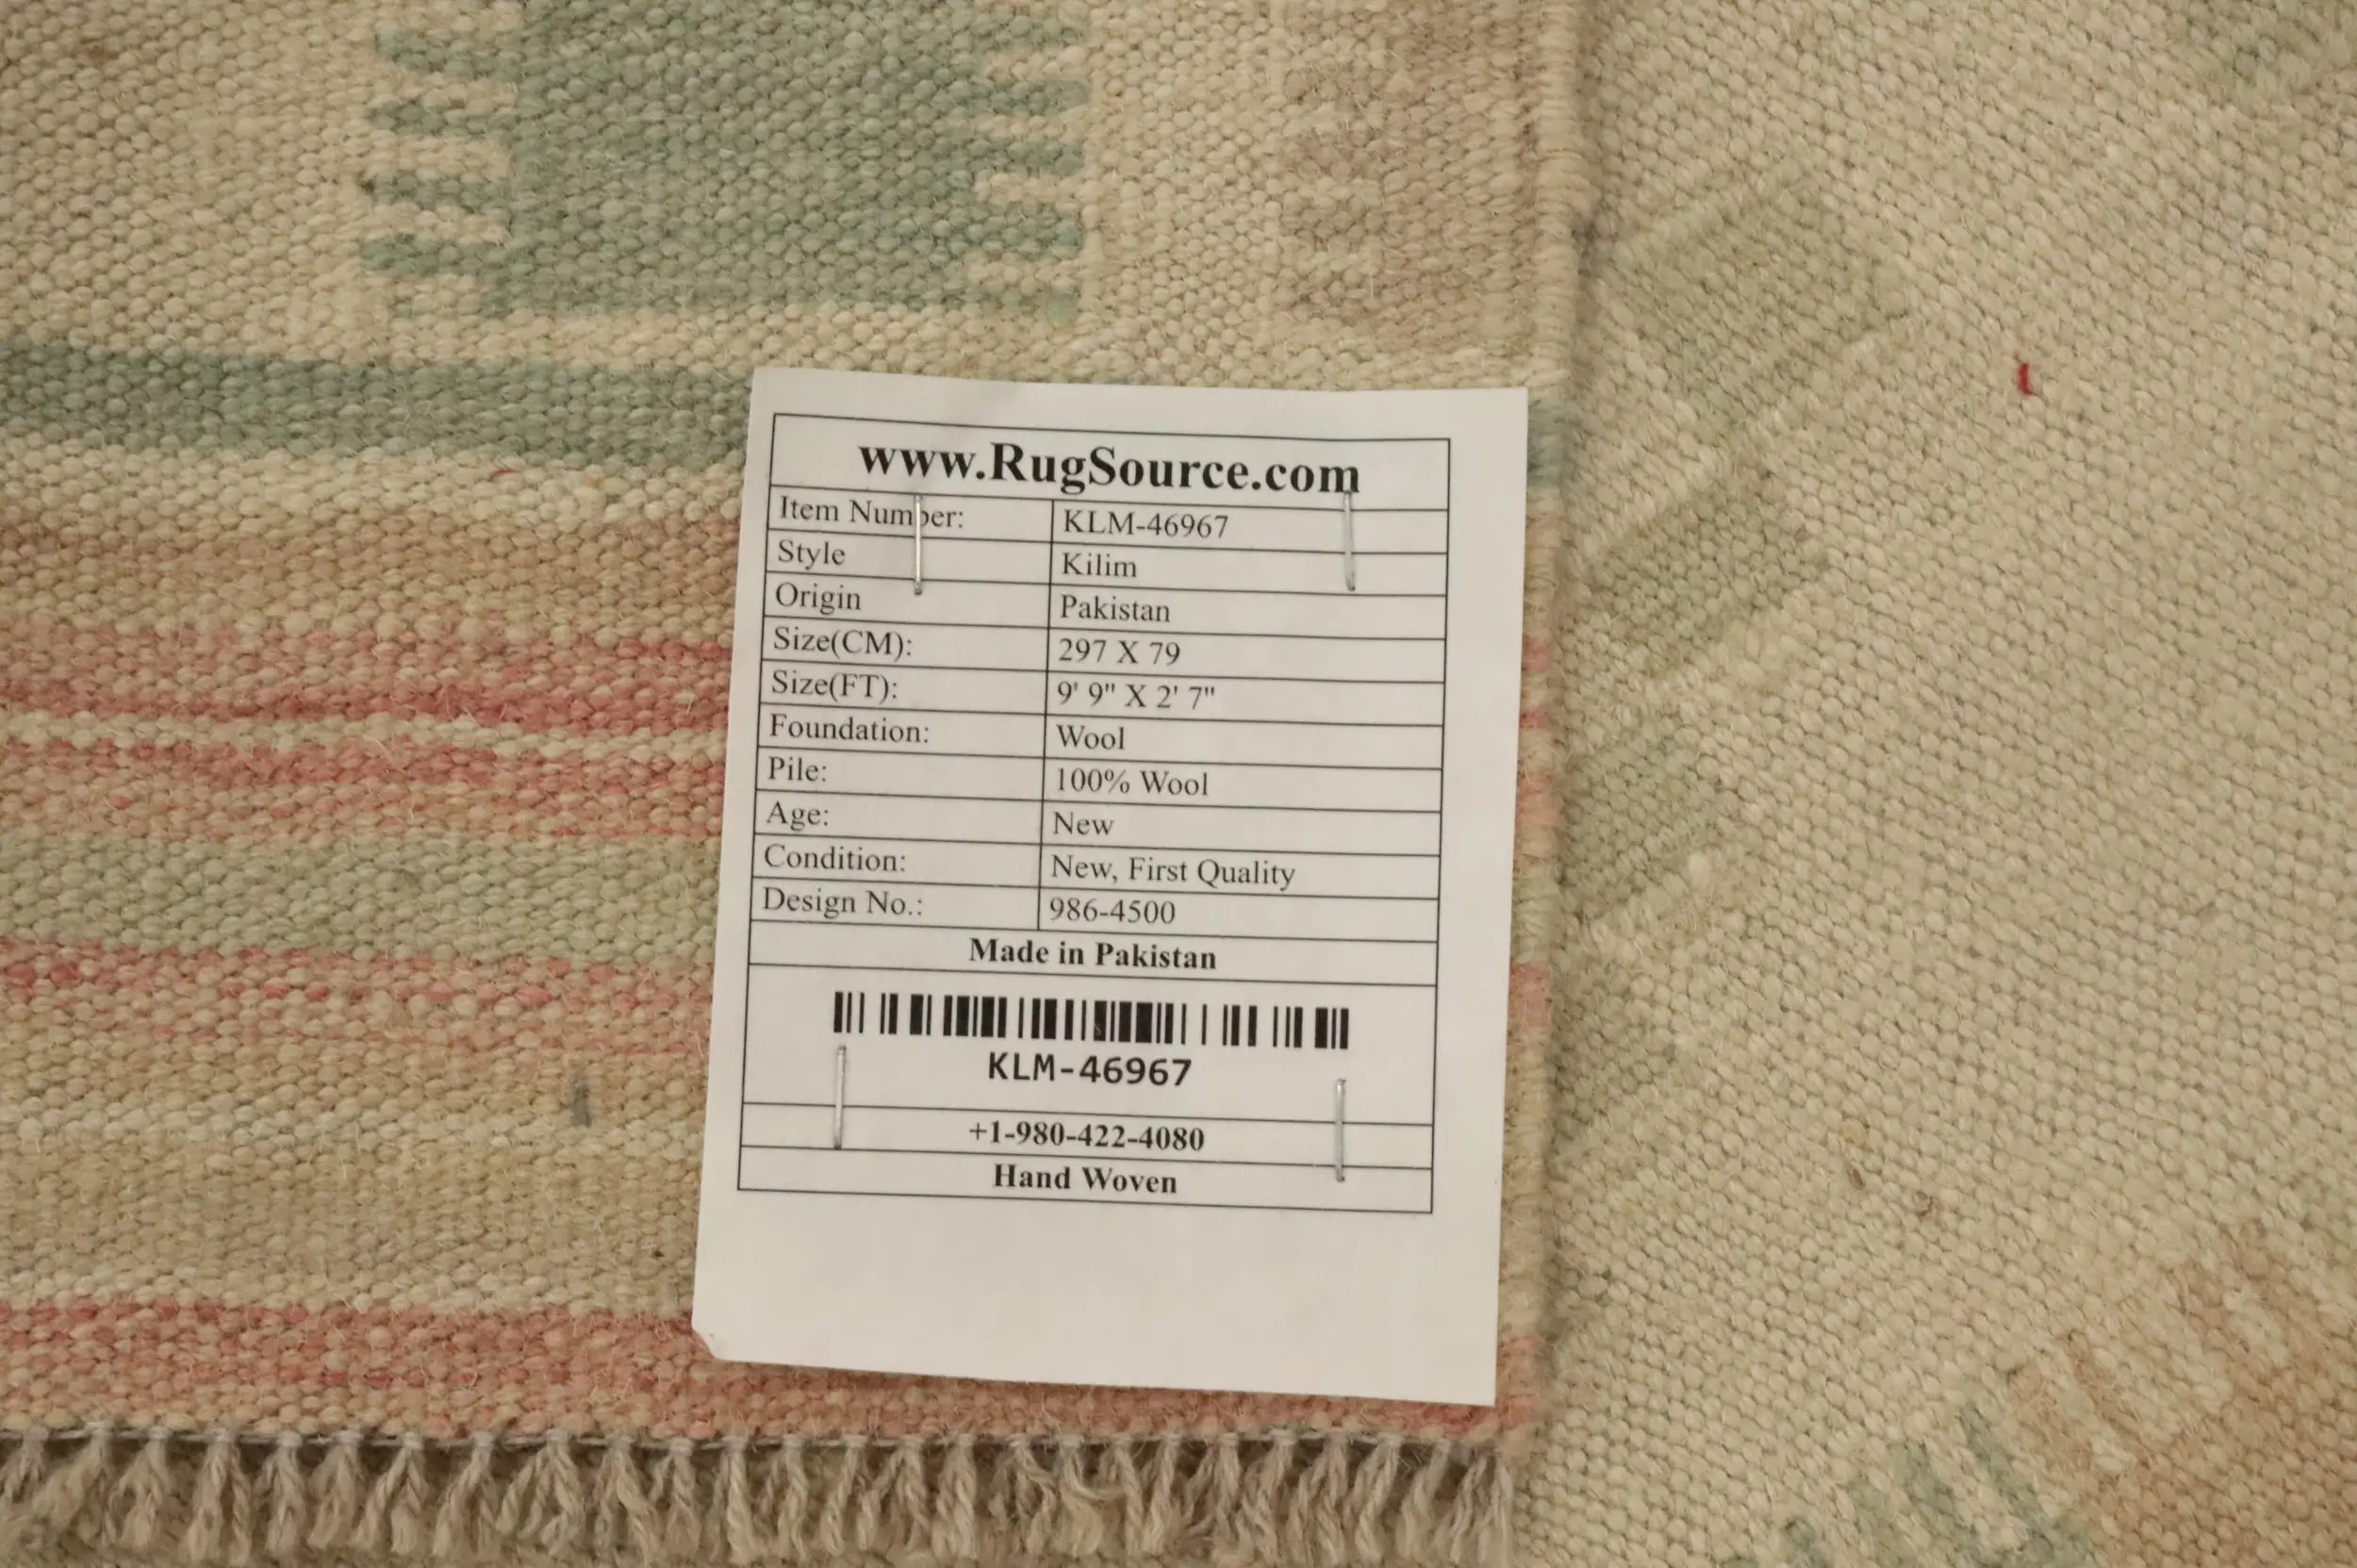 www.RugSource.com
Item Number: KLM-46967
Style Kilim
Origin Pakistan
Size(CM): 297 X 79
Size(FT): 9' 9" X 2' 7"
Foundation: Wool
Pile: 100% Wool
Age: New
Condition: New, First Quality
Design No.: 986-4500
Made in Pakistan
KLM-46967
+1-980-422-4080
Hand Woven